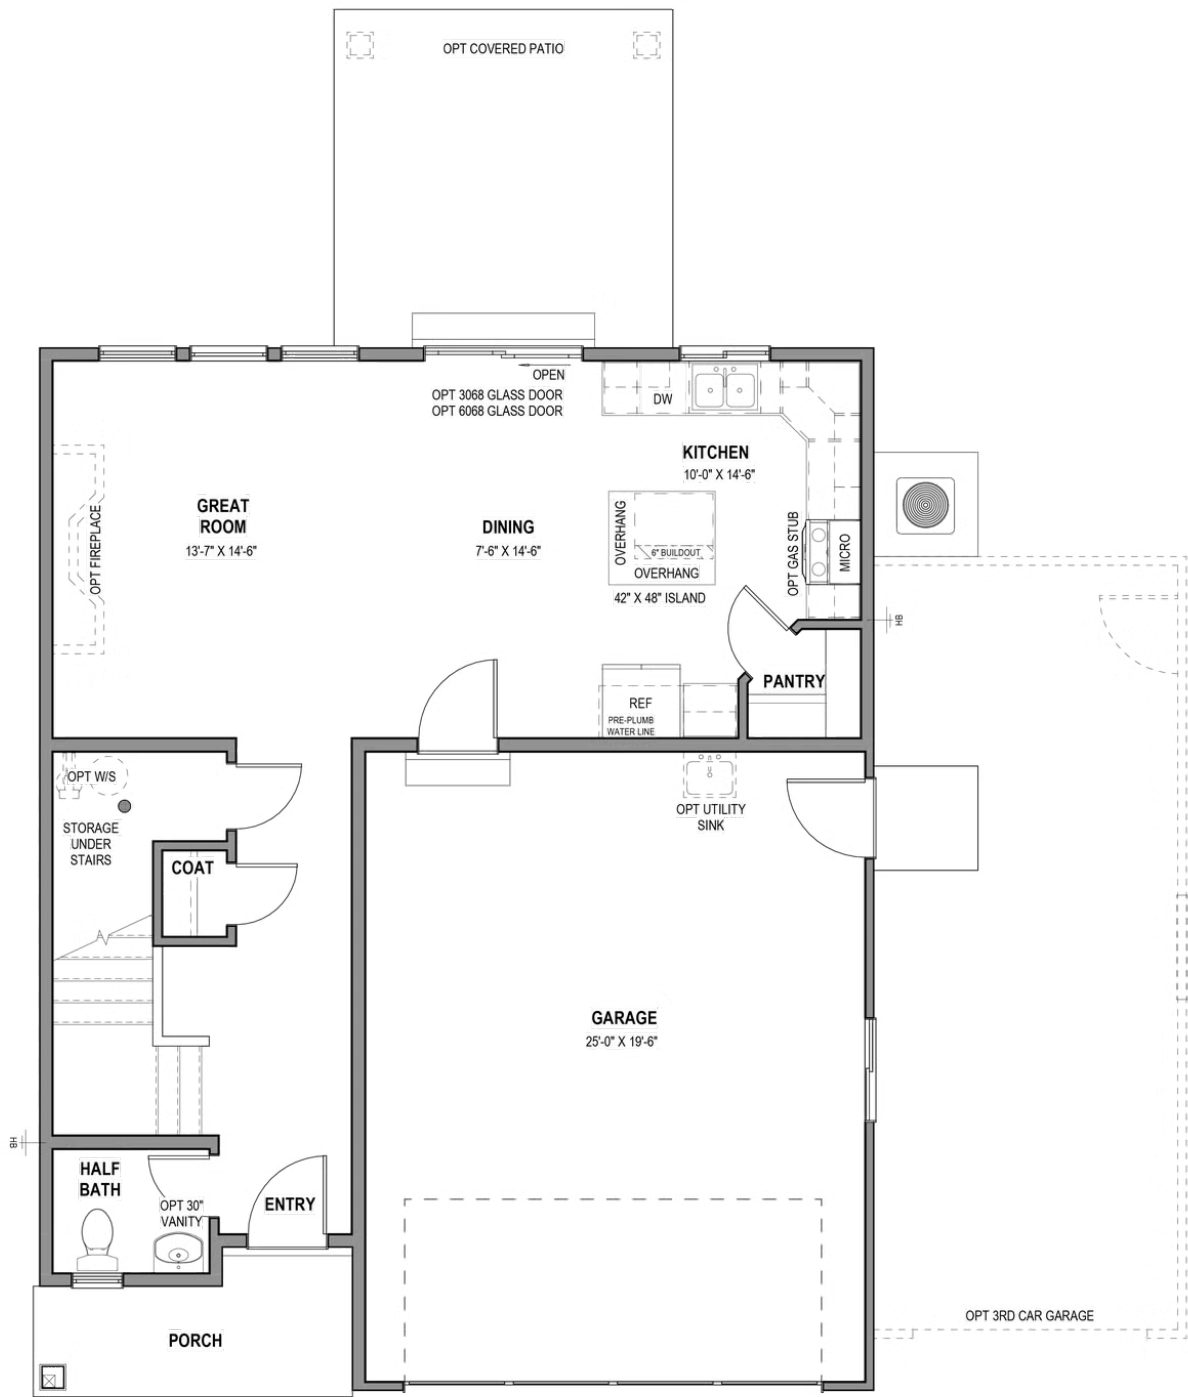 OPT COVERED PATIO
OPEN
OPT 3068 GLASS DOOR
OPT 6068 GLASS DOOR
DW
KITCHEN
10'-0" X 14'-6"
GREAT
ROOM
13'-7" X 14'-6"
OPT FIREPLACE
DINING
7'-6" X 14'-6"
OVERHANG
6" BUILDOUT
OVERHANG
42" X 48" ISLAND
OPT GAS STUB
MICRO
HB
PANTRY
REF
PRE-PLUMB
WATER LINE
OPT W/S
STORAGE
UNDER
STAIRS
COAT
OPT UTILITY
SINK
GARAGE
25'-0" X 19'-6"
HB
HALF
BATH
OPT 30"
VANITY
ENTRY
PORCH
OPT 3RD CAR GARAGE